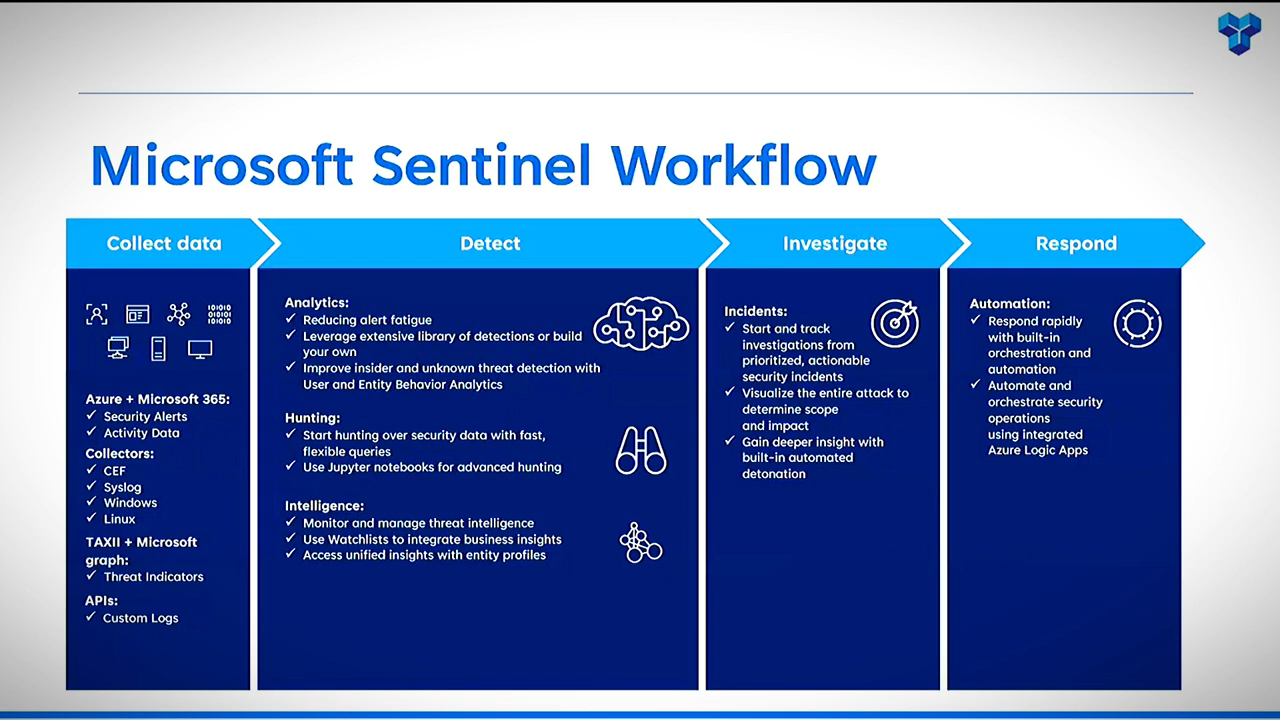 Microsoft Sentinel Workflow
Collect data
Azure + Microsoft 365:
Security Alerts
Activity Data
Collectors:
CEF
Syslog
Windows
Linux
TAXII + Microsoft
graph:
Threat Indicators
APIs:
Custom Logs
Detect
Analytics:
Reducing alert fatigue
Leverage extensive library of detections or build
your own
Improve insider and unknown threat detection with
User and Entity Behavior Analytics
Hunting:
Start hunting over security data with fast,
flexible queries
Use Jupyter notebooks for advanced hunting
Intelligence:
Monitor and manage threat intelligence
Use Watchlists to integrate business insights
Access unified insights with entity profiles
Investigate
Incidents:
Start and track
investigations from
prioritized, actionable
security incidents
Visualize the entire attack to
determine scope
and impact
Gain deeper insight with
built-in automated
detonation
Respond
Automation:
Respond rapidly
with built-in
orchestration and
automation
Automate and
orchestrate security
operations
using integrated
Azure Logic Apps